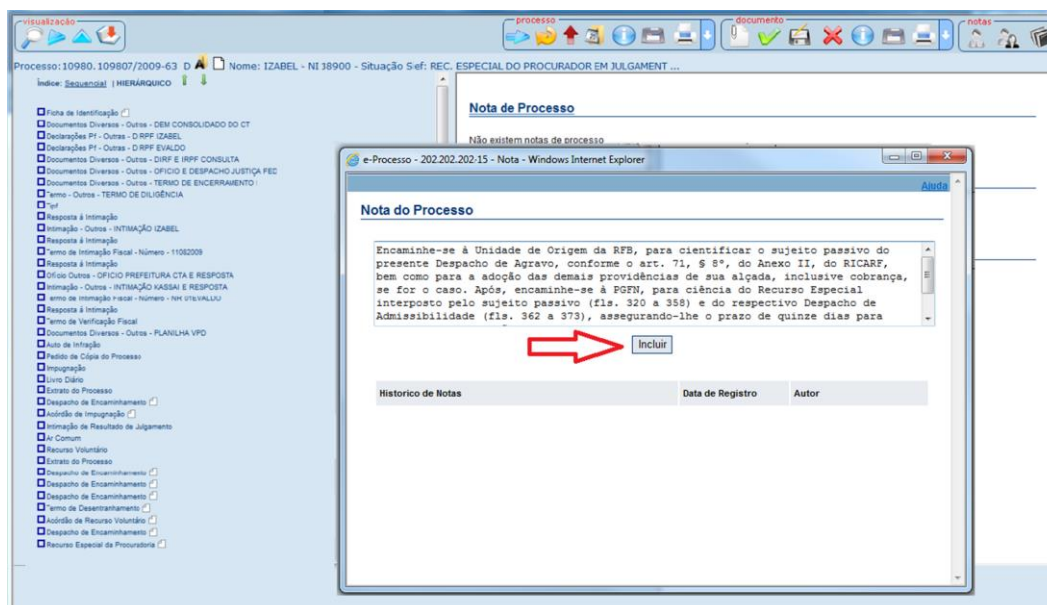 visualização
processo
documento
notas
Processo:10980.109807/2009-63 D Nome: IZABEL - NI 38900 - Situação Sief: REC. ESPECIAL DO PROCURADOR EM JULGAMENT ...
Índice: Sequencial | HIERÁRQUICO
Ficha de Identificação
Documentos Diversos - Outros - DEM CONSOLIDADO DO CT
Declarações Pf - Outras - D RPF IZABEL
Declarações Pf - Outras - D RPF EVALDO
Documentos Diversos - Outros - DIRF E IRPF CONSULTA
Documentos Diversos - Outros - OFICIO E DESPACHO JUSTIÇA FED
Documentos Diversos - Outros - TERMO DE ENCERRAMENTO
Termo - Outros - TERMO DE DILIGÊNCIA
Resposta à Intimação
Intimação - Outros - INTIMAÇÃO IZABEL
Resposta à Intimação
Termo de Intimação Fiscal - Número - 11082009
Resposta à Intimação
Ofício Outros - OFICIO PREFEITURA CTA E RESPOSTA
Intimação - Outros - INTIMAÇÃO KASSAI E RESPOSTA
Termo de Intimação Fiscal - Número -
Resposta à Intimação
Termo de Verificação Fiscal
Documentos Diversos - Outros - PLANILHA VPD
Auto de Infração
Pedido de Cópia do Processo
Impugnação
Livro Diário
Extrato do Processo
Despacho de Encaminhamento
Acórdão de Impugnação
Intimação de Resultado de Julgamento
Ar Comum
Recurso Voluntário
Extrato do Processo
Despacho de Encaminhamento
Despacho de Encaminhamento
Despacho de Encaminhamento
Termo de Desentranhamento
Acórdão de Recurso Voluntário
Despacho de Encaminhamento
Recurso Especial da Procuradoria
Nota de Processo
Não existem notas de processo
e-Processo - 202.202.202-15 - Nota - Windows Internet Explorer
Ajuda
Nota do Processo
Encaminhe-se à Unidade de Origem da RFB, para cientificar o sujeito passivo do
presente Despacho de Agravo, conforme o art. 71, § 8º, do Anexo II, do RICARF,
bem como para a adoção das demais providências de sua alçada, inclusive cobrança,
se for o caso. Após, encaminhe-se à PGFN, para ciência do Recurso Especial
interposto pelo sujeito passivo (fls. 320 a 358) e do respectivo Despacho de
Admissibilidade (fls. 362 a 373), assegurando-lhe o prazo de quinze dias para
Incluir
Historico de Notas Data de Registro Autor